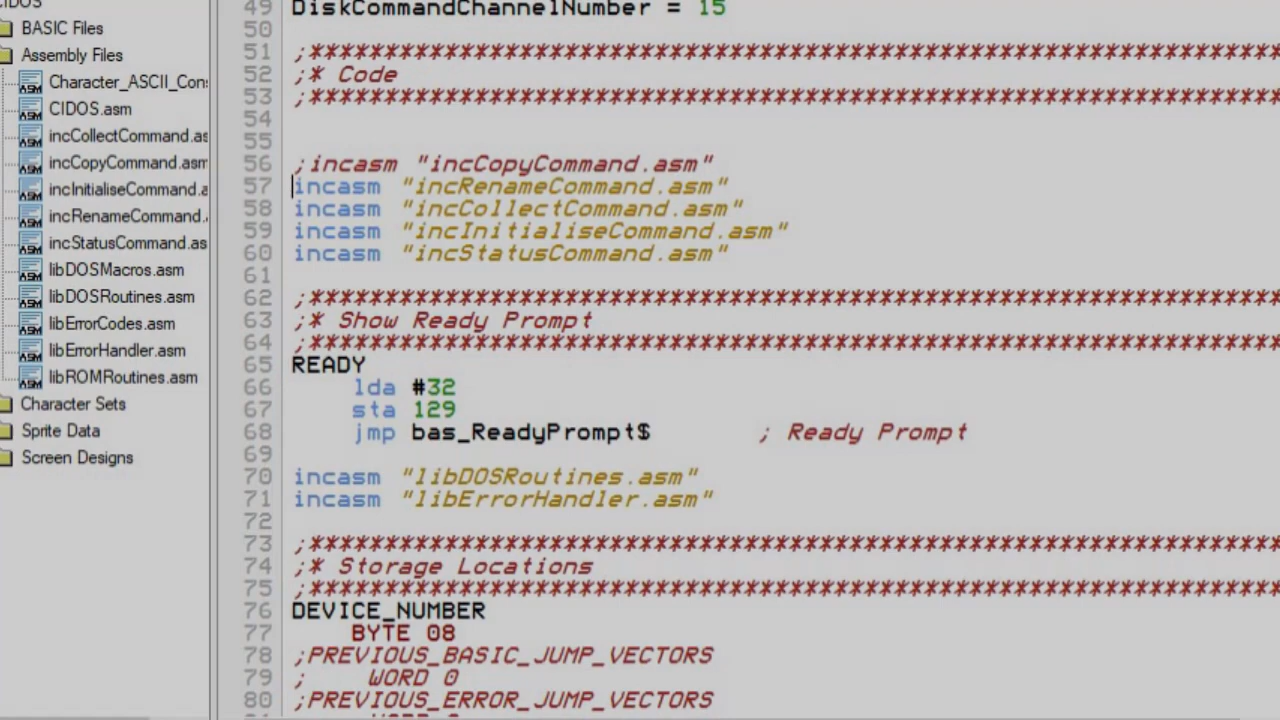 CIDOS
BASIC Files
Assembly Files
Character_ASCII_Cons
CIDOS.asm
incCollectCommand.as
incCopyCommand.asm
incInitialiseCommand.a
incRenameCommand.
incStatusCommand.as
libDOSMacros.asm
libDOSRoutines.asm
libErrorCodes.asm
libErrorHandler.asm
libROMRoutines.asm
Character Sets
Sprite Data
Screen Designs
49 DiskCommandChannelNumber = 15
50
51 ;*****************************************************************
52 ;* Code
53 ;*****************************************************************
54
55
56 ;incasm "incCopyCommand.asm"
57 incasm "incRenameCommand.asm"
58 incasm "incCollectCommand.asm"
59 incasm "incInitialiseCommand.asm"
60 incasm "incStatusCommand.asm"
61
62 ;*****************************************************************
63 ;* Show Ready Prompt
64 ;*****************************************************************
65 READY
66 lda #32
67 sta 129
68 jmp bas_ReadyPrompt$ ; Ready Prompt
69
70 incasm "libDOSRoutines.asm"
71 incasm "libErrorHandler.asm"
72
73 ;*****************************************************************
74 ;* Storage Locations
75 ;*****************************************************************
76 DEVICE_NUMBER
77 BYTE 08
78 ;PREVIOUS_BASIC_JUMP_VECTORS
79 ; WORD 0
80 ;PREVIOUS_ERROR_JUMP_VECTORS